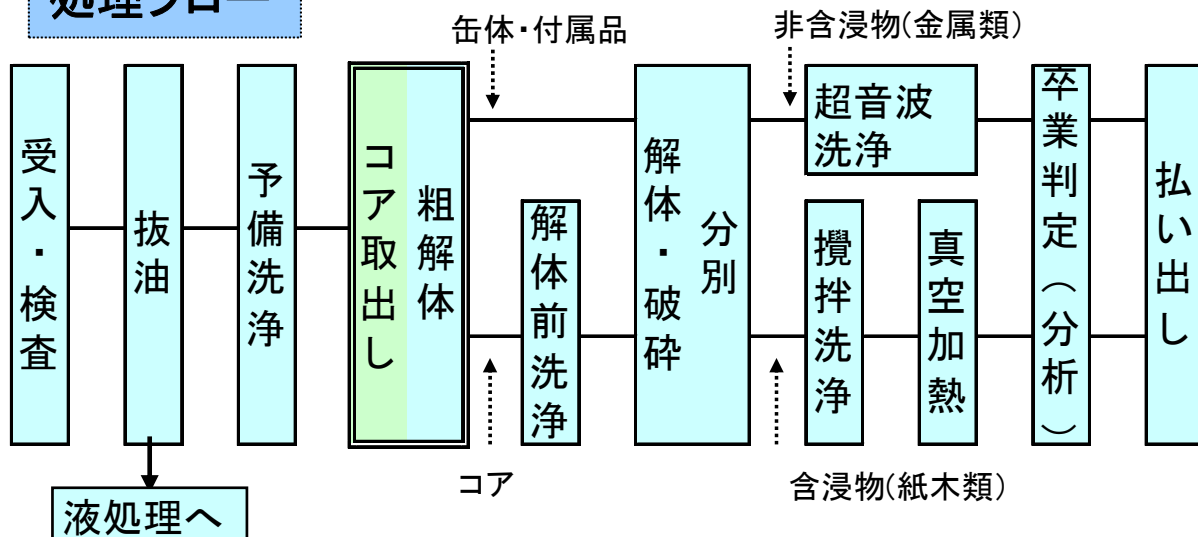 処理フロー
缶体・付属品
非含浸物(金属類)
受入・検査
抜油
予備洗浄
コア取出し
粗解体
解体前洗浄
解体・破砕
分別
超音波
洗浄
攪拌洗浄
真空加熱
卒業判定（分析）
払い出し
コア
含浸物(紙木類)
液処理へ